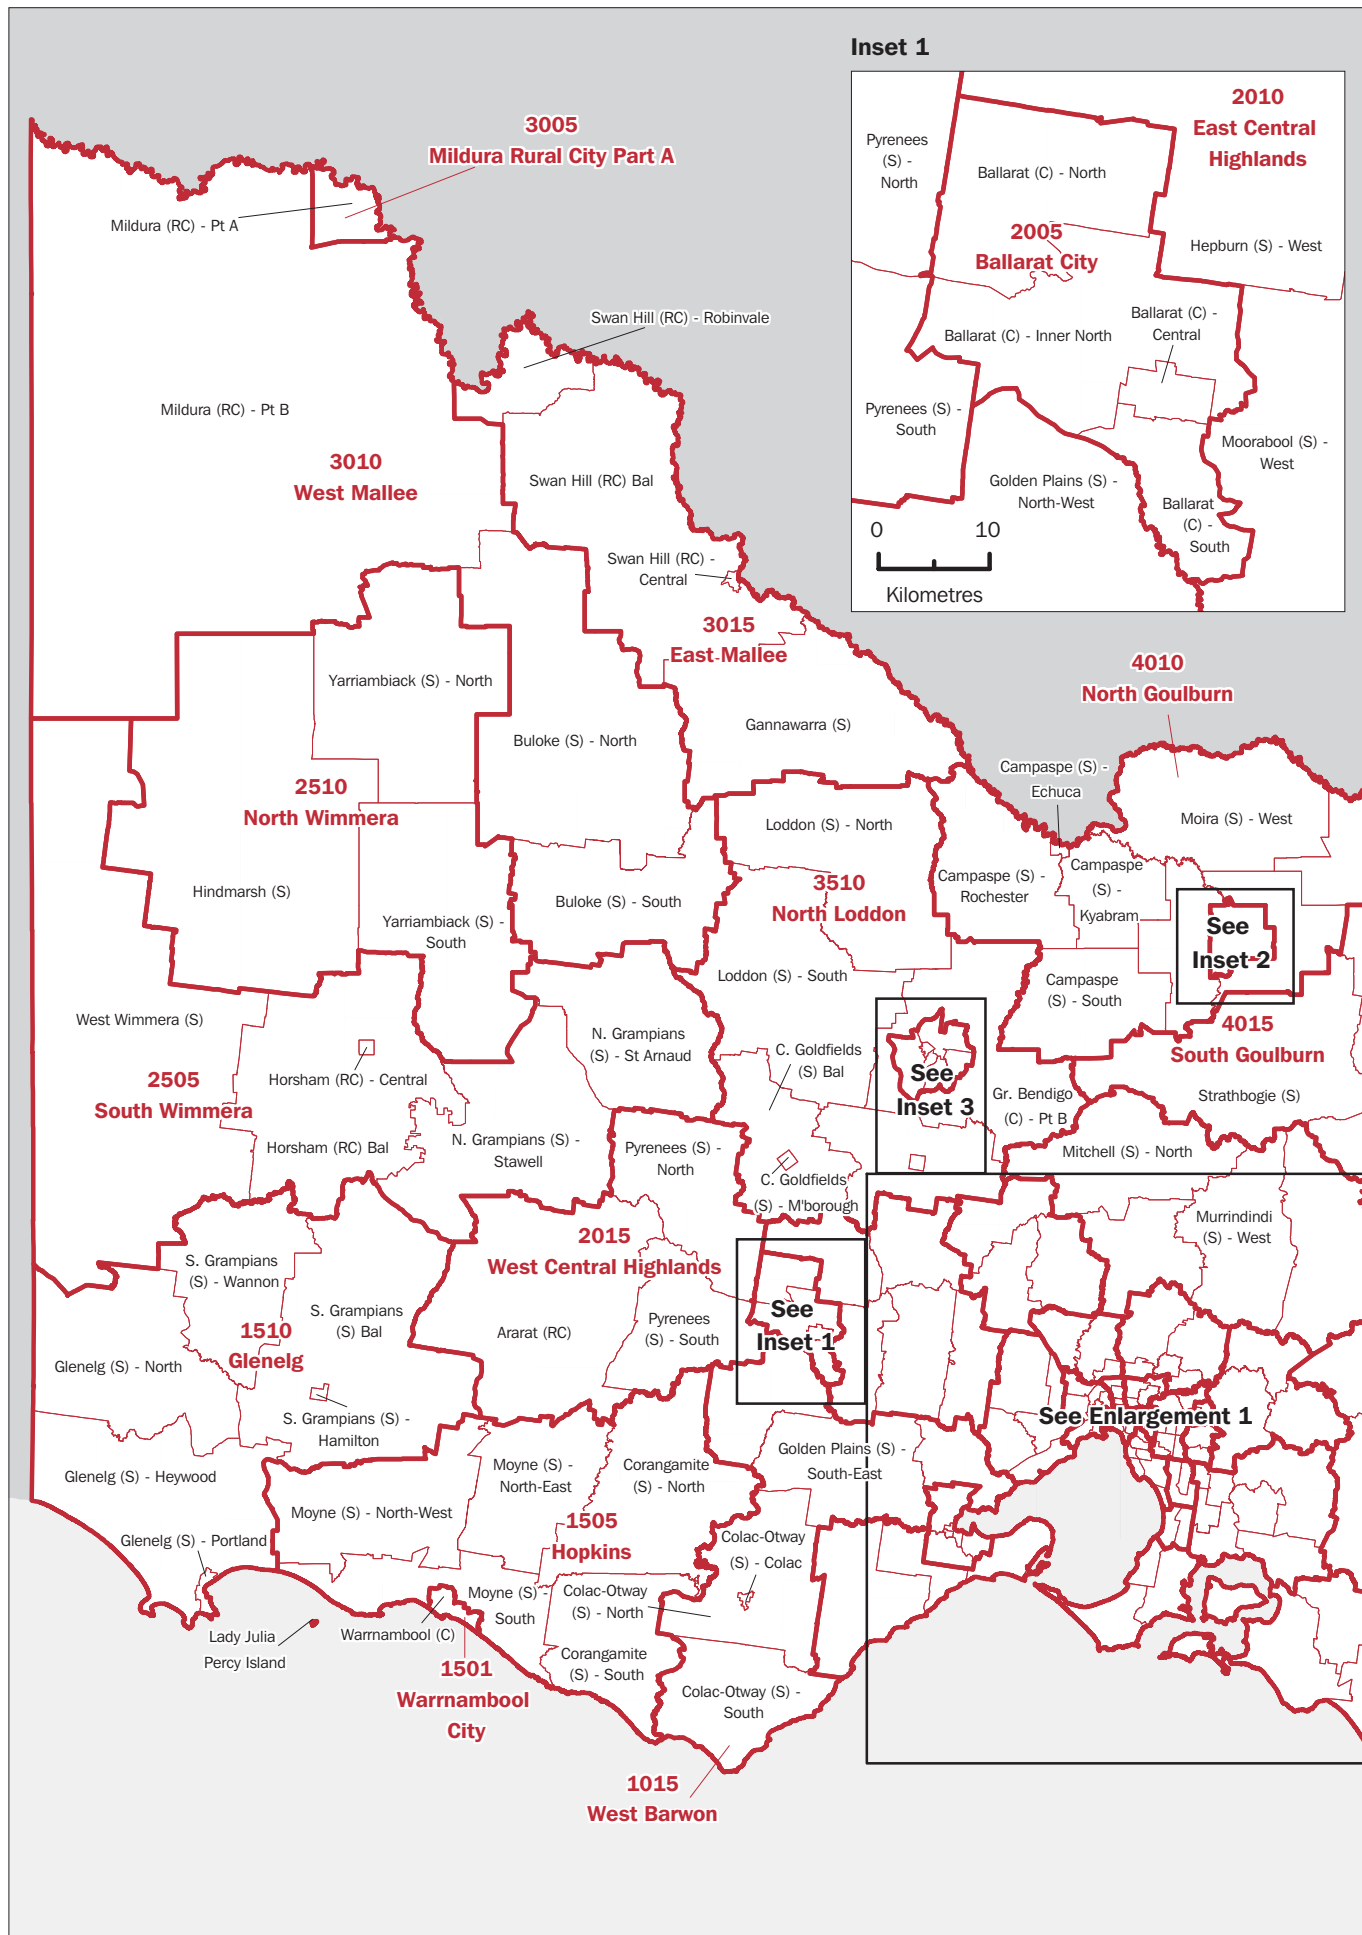 Inset 1
2010
East Central
Highlands
Pyrenees
(S) -
North
Ballarat (C) - North
2005
Ballarat City
Hepburn (S) - West
Ballarat (C) -
Central
Ballarat (C) - Inner North
Pyrenees (S) -
South
Moorabool (S) -
West
Golden Plains (S) -
North-West
Ballarat
(C) -
South
0 10
Kilometres
3005
Mildura Rural City Part A
Mildura (RC) - Pt A
Swan Hill (RC) - Robinvale
Mildura (RC) - Pt B
3010
West Mallee
Swan Hill (RC) Bal
Swan Hill (RC) -
Central
3015
East Mallee
4010
North Goulburn
Yarriambiack (S) - North
Gannawarra (S)
Buloke (S) - North
Campaspe (S) -
Echuca
2510
North Wimmera
Loddon (S) - North
Moira (S) - West
Hindmarsh (S)
Campaspe (S) -
Rochester
Campaspe
(S) -
Kyabram
3510
North Loddon
Buloke (S) - South
Yarriambiack (S) -
South
See
Inset 2
Loddon (S) - South
Campaspe
(S) - South
West Wimmera (S)
4015
South Goulburn
N. Grampians
(S) - St Arnaud
C. Goldfields
(S) Bal
2505
South Wimmera
Horsham (RC) - Central
See
Inset 3
Gr. Bendigo
(C) - Pt B
Strathbogie (S)
Horsham (RC) Bal
N. Grampians (S) -
Stawell
Pyrenees (S) -
North
Mitchell (S) - North
C. Goldfields
(S) - M'borough
Murrindindi
(S) - West
2015
West Central Highlands
S. Grampians
(S) - Wannon
S. Grampians
(S) Bal
1510
Glenelg
Ararat (RC)
Pyrenees
(S) - South
See
Inset 1
Glenelg (S) - North
See Enlargement 1
S. Grampians (S) -
Hamilton
Golden Plains (S) -
South-East
Glenelg (S) - Heywood
Moyne (S) -
North-East
Corangamite
(S) - North
Moyne (S) - North-West
1505
Hopkins
Glenelg (S) - Portland
Colac-Otway
(S) - Colac
Moyne (S) -
South
Colac-Otway
(S) - North
Lady Julia
Percy Island
Warrnambool (C)
Corangamite
(S) - South
1501
Warrnambool
City
Colac-Otway (S) -
South
1015
West Barwon